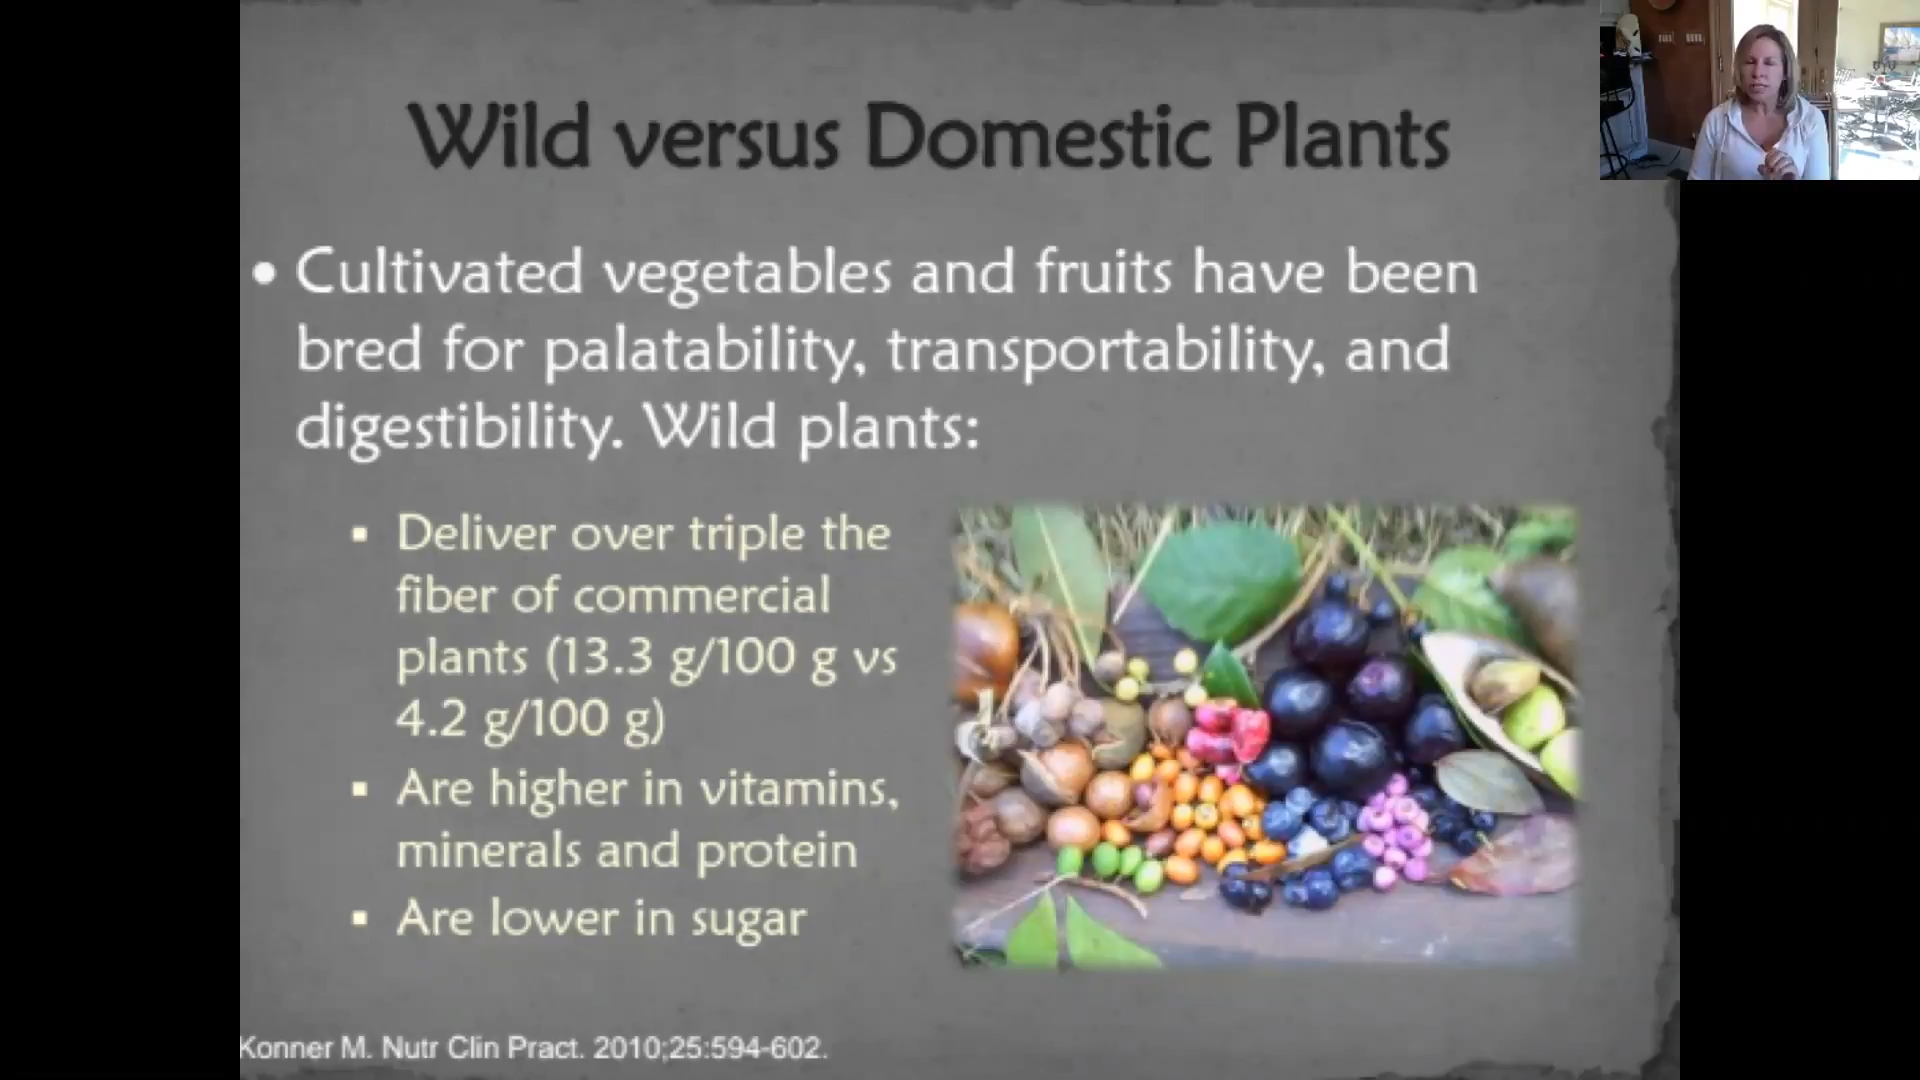 Wild versus Domestic Plants
• Cultivated vegetables and fruits have been
bred for palatability, transportability, and
digestibility. Wild plants:
▪ Deliver over triple the
fiber of commercial
plants (13.3 g/100 g vs
4.2 g/100 g)
▪ Are higher in vitamins,
minerals and protein
▪ Are lower in sugar
Konner M. Nutr Clin Pract. 2010;25:594-602.